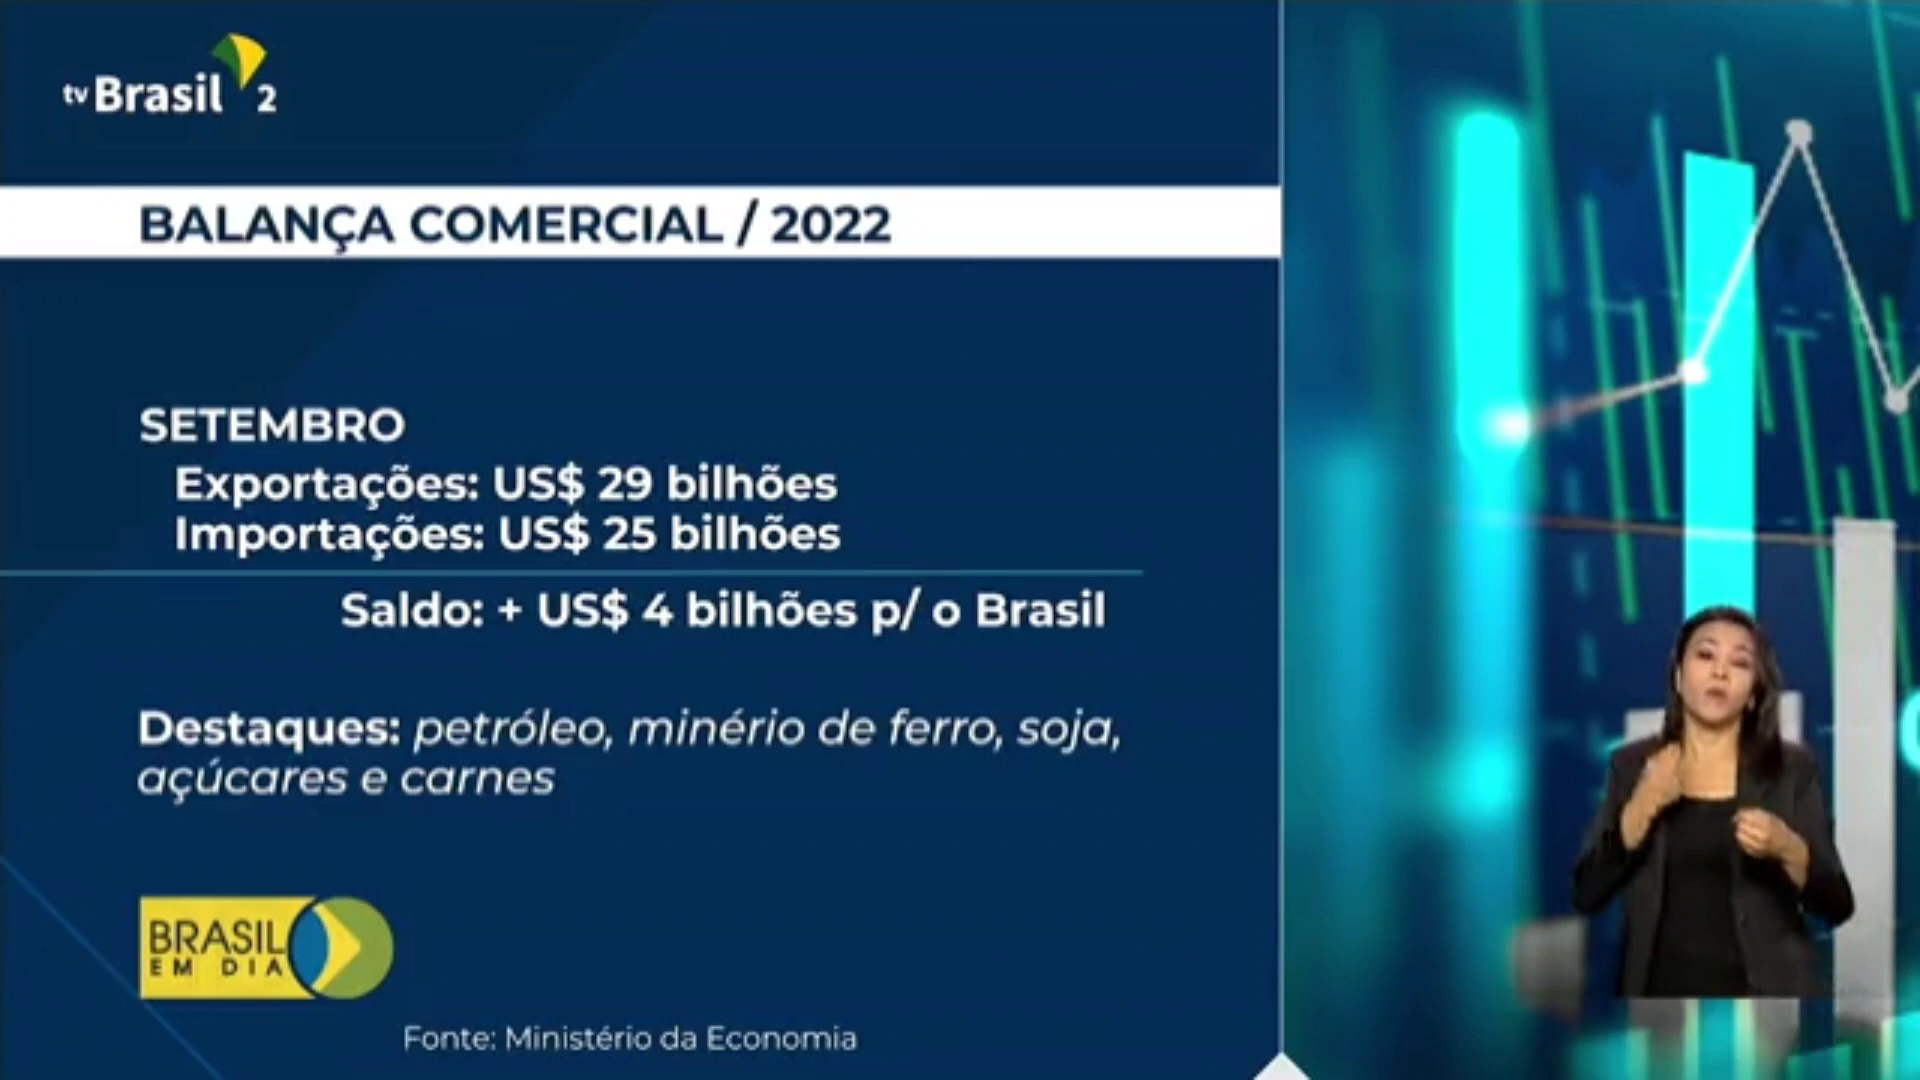 tv Brasil 2
BALANÇA COMERCIAL / 2022
SETEMBRO
Exportações: US$ 29 bilhões
Importações: US$ 25 bilhões
Saldo: + US$ 4 bilhões p/ o Brasil
Destaques: petróleo, minério de ferro, soja,
açúcares e carnes
BRASIL
EM DIA
Fonte: Ministério da Economia